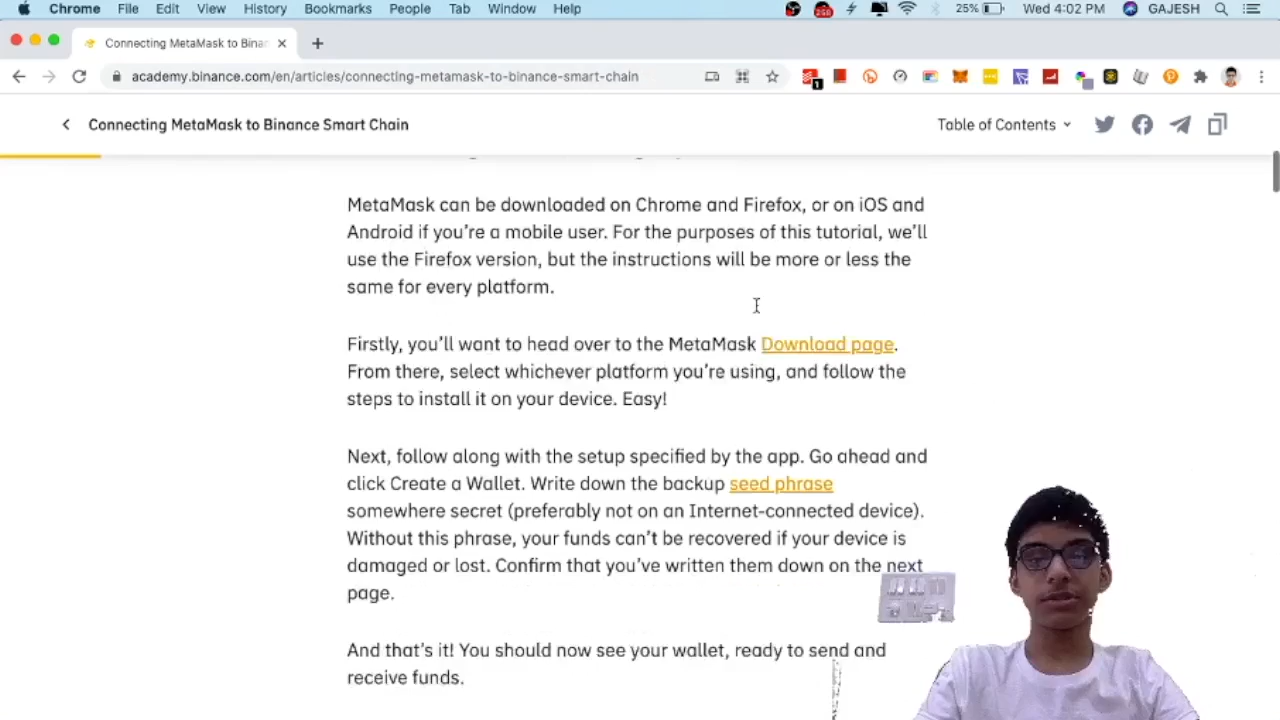 Chrome File Edit View History Bookmarks People Tab Window Help 25% Wed 4:02 PM GAJESH
Connecting MetaMask to Bina
academy.binance.com/en/articles/connecting-metamask-to-binance-smart-chain
Connecting MetaMask to Binance Smart Chain Table of Contents
MetaMask can be downloaded on Chrome and Firefox, or on iOS and
Android if you're a mobile user. For the purposes of this tutorial, we'll
use the Firefox version, but the instructions will be more or less the
same for every platform.
Firstly, you'll want to head over to the MetaMask Download page.
From there, select whichever platform you're using, and follow the
steps to install it on your device. Easy!
Next, follow along with the setup specified by the app. Go ahead and
click Create a Wallet. Write down the backup seed phrase
somewhere secret (preferably not on an Internet-connected device).
Without this phrase, your funds can't be recovered if your device is
damaged or lost. Confirm that you've written them down on the next
page.
And that's it! You should now see your wallet, ready to send and
receive funds.